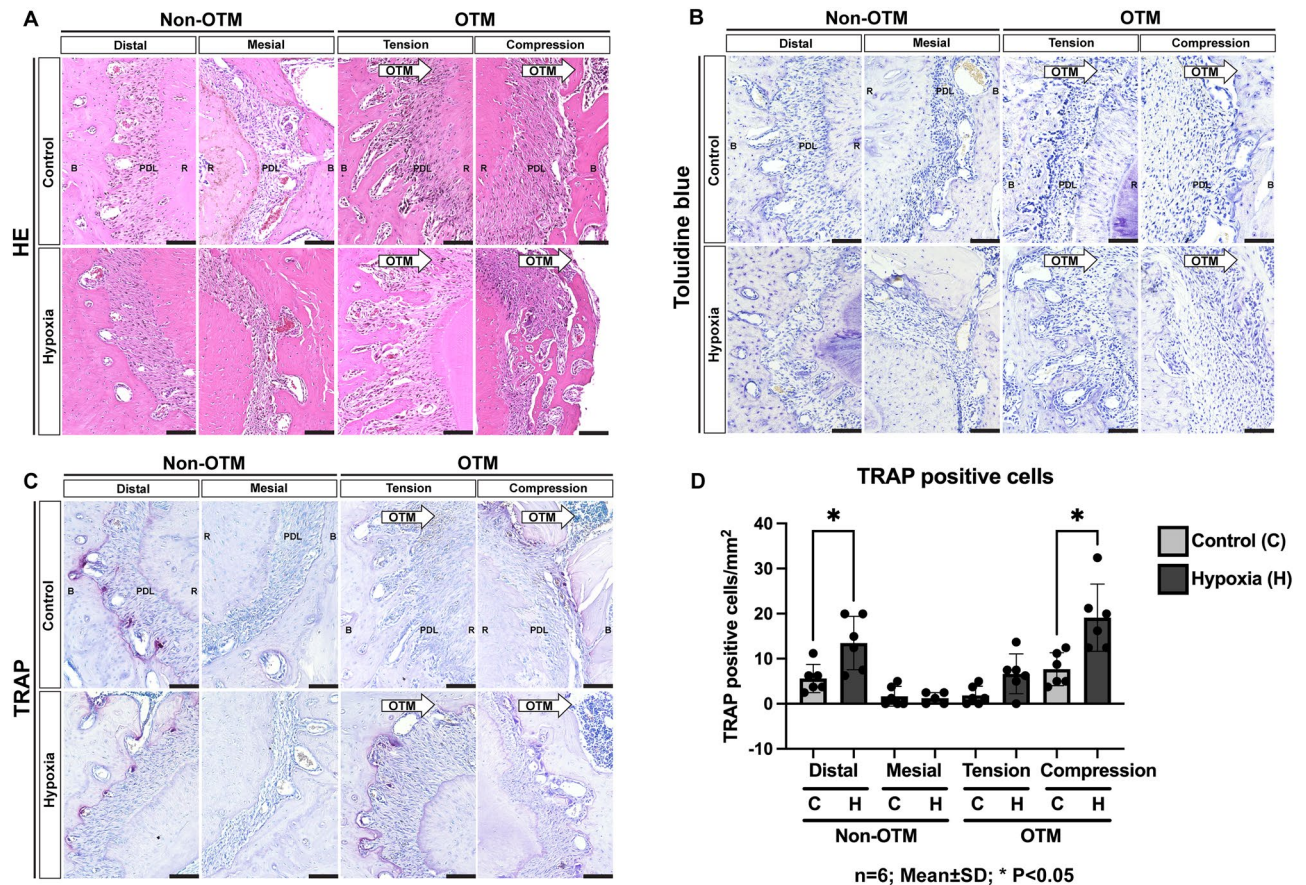 A
Non-OTM
OTM
Distal
Mesial
Tension
Compression
HE
Control
Hypoxia
OTM
OTM
B
PDL
R
R
PDL
B
B
PDL
R
R
PDL
B
OTM
OTM
B
Non-OTM
OTM
Distal
Mesial
Tension
Compression
Toluidine blue
Control
Hypoxia
OTM
OTM
R
PDL
B
B
PDL
R
B
PDL
R
PDL
B
OTM
OTM
C
Non-OTM
OTM
Distal
Mesial
Tension
Compression
TRAP
Control
Hypoxia
OTM
OTM
R
PDL
B
B
PDL
R
B
PDL
R
R
PDL
B
OTM
OTM
D
TRAP positive cells
TRAP positive cells/mm2
40
30
20
10
0
-10
*
*
Control (C)
Hypoxia (H)
Distal
Mesial
Tension
Compression
C H C H C H C H
Non-OTM
OTM
n=6; Mean±SD; * P<0.05